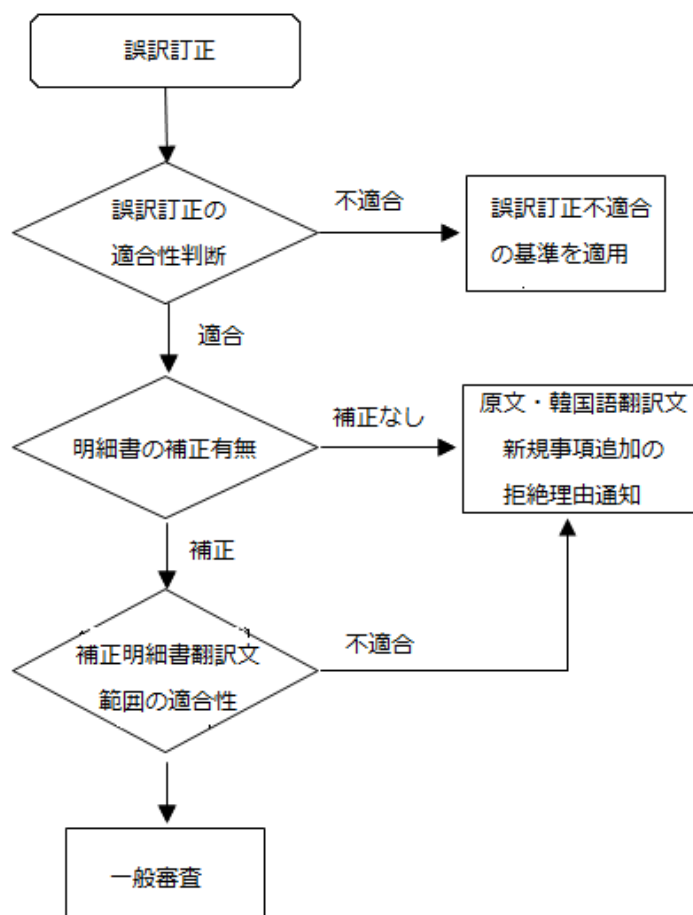 誤訳訂正
誤訳訂正の
適合性判断
不適合
誤訳訂正不適合
の基準を適用
適合
明細書の補正有無
補正なし
原文・韓国語翻訳文
新規事項追加の
拒絶理由通知
補正
補正明細書翻訳文
範囲の適合性
不適合
一般審査